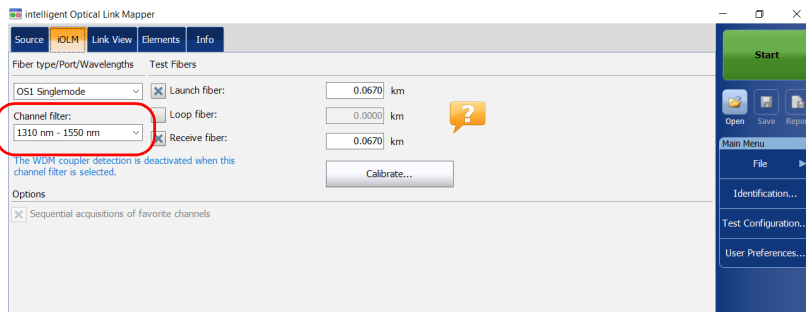 intelligent Optical Link Mapper
Source iOLM Link View Elements Info
Fiber type/Port/Wavelengths Test Fibers
OS1 Singlemode
Launch fiber: 0.0670 km
Channel filter:
Loop fiber: 0.0000 km
1310 nm - 1550 nm
Receive fiber: 0.0670 km
The WDM coupler detection is deactivated when this
channel filter is selected.
Calibrate...
Options
Sequential acquisitions of favorite channels
Start
Open Save Repor
Main Menu
File
Identification...
Test Configuration..
User Preferences...